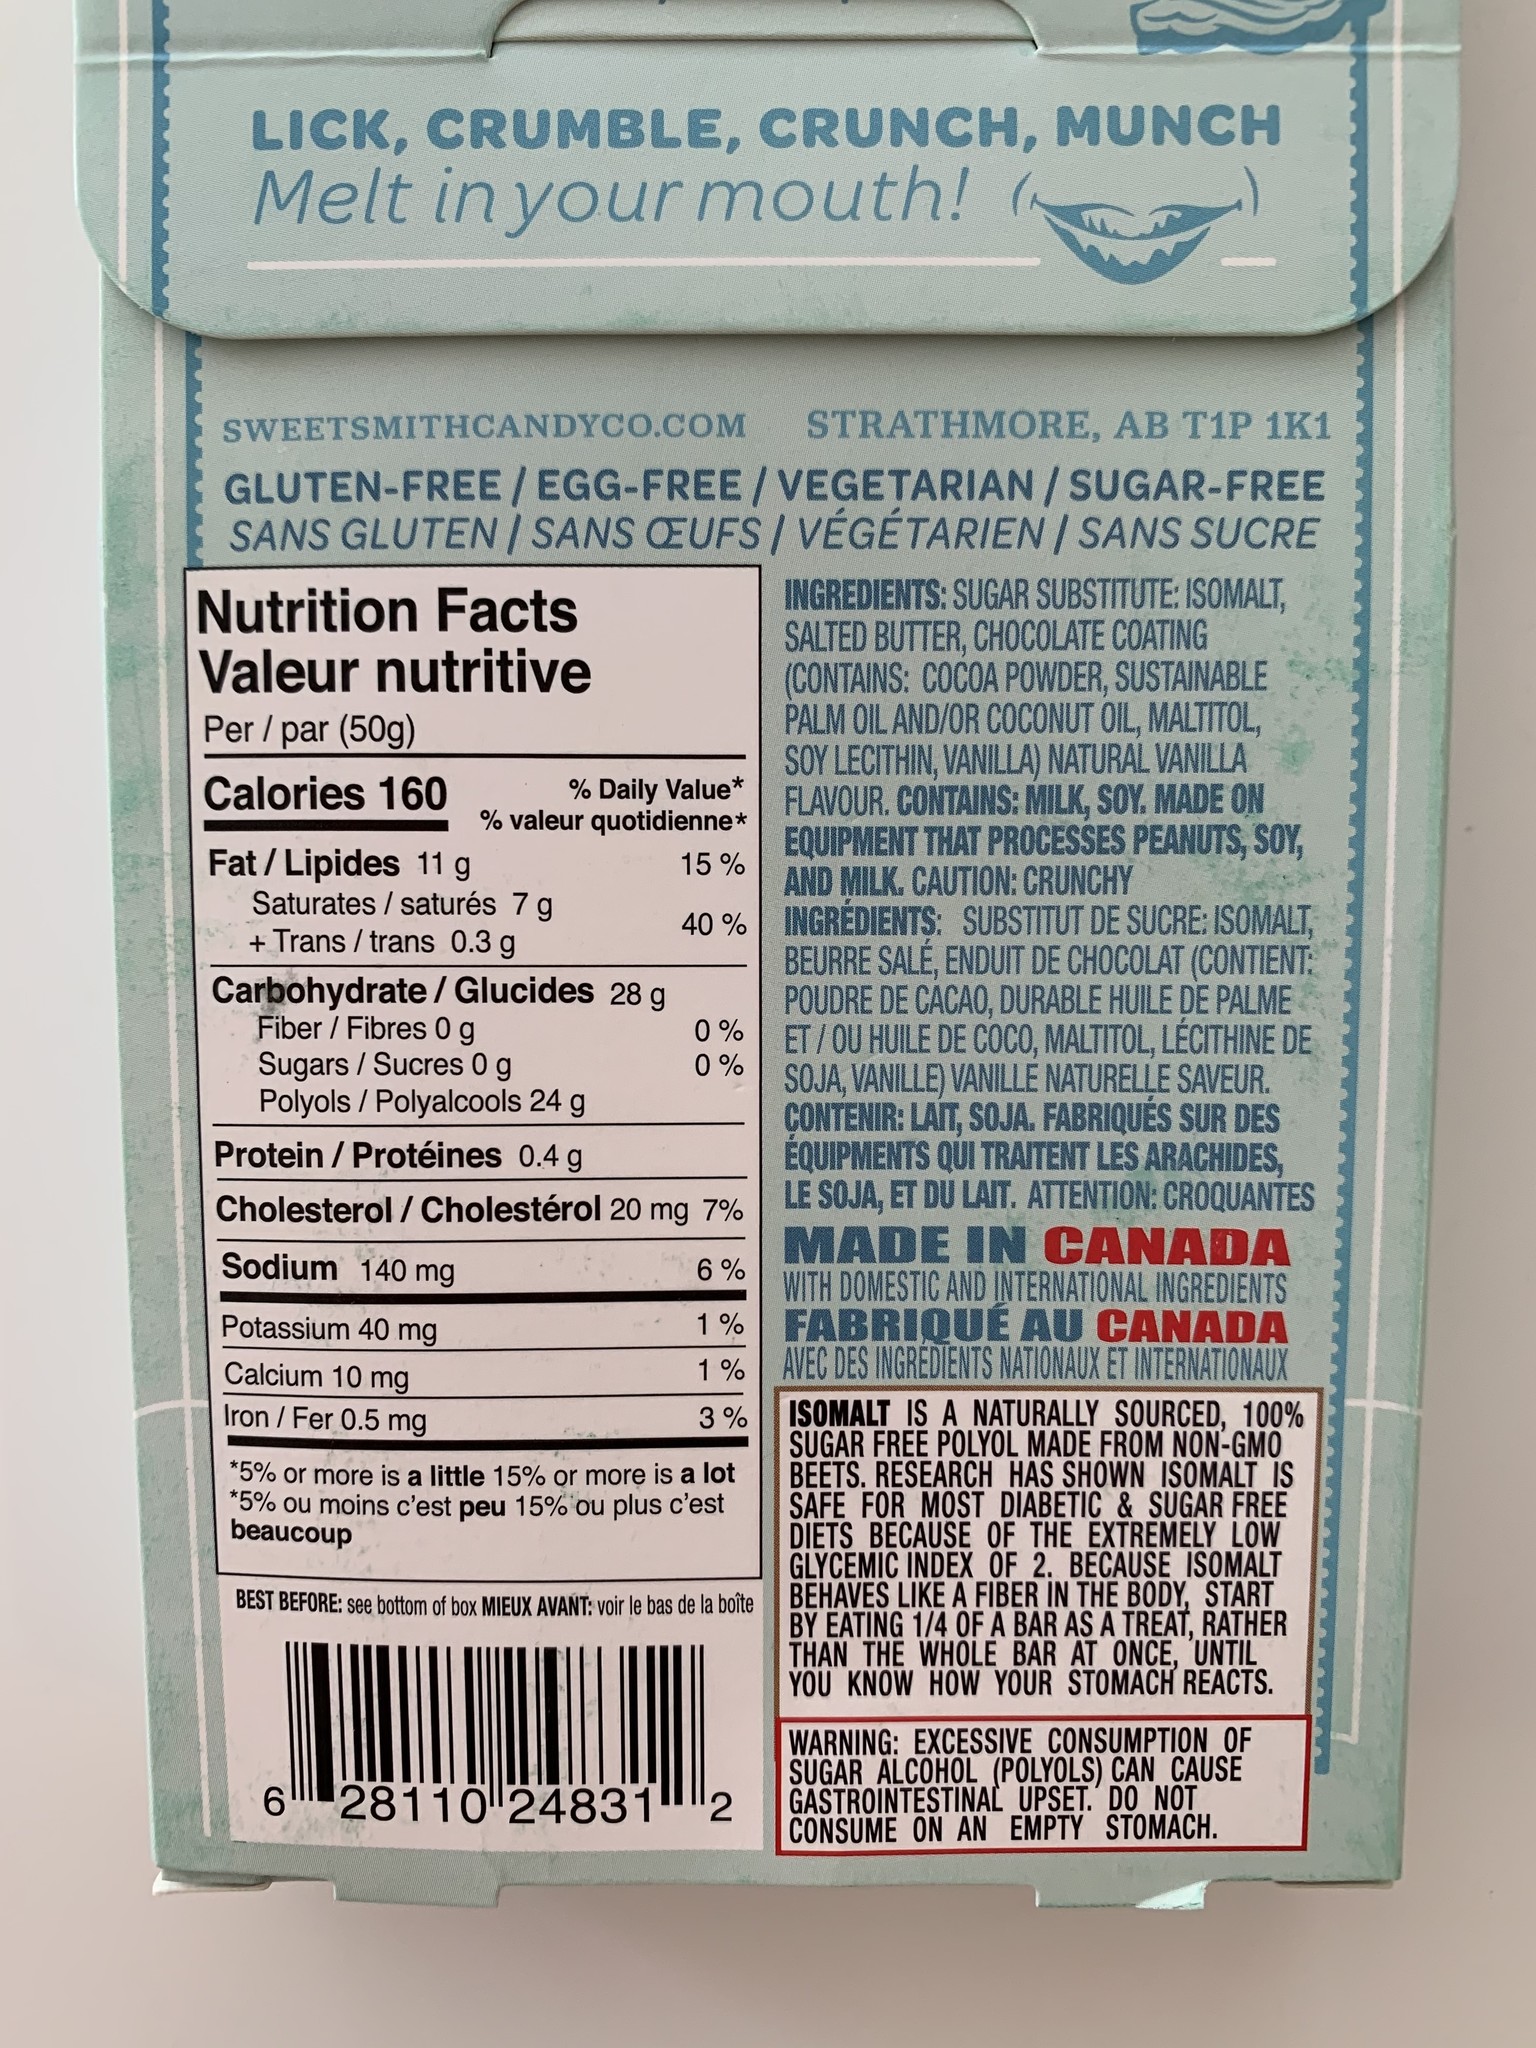 LICK, CRUMBLE, CRUNCH, MUNCH
Melt in your mouth!
SWEETSMITHCANDYCO.COM STRATHMORE, AB T1P 1K1
GLUTEN-FREE / EGG-FREE / VEGETARIAN / SUGAR-FREE
SANS GLUTEN / SANS ŒUFS / VÉGÉTARIEN / SANS SUCRE
Nutrition Facts
Valeur nutritive
Per / par (50g)
Calories 160
% Daily Value*
% valeur quotidienne*
Fat / Lipides 11 g 15 %
Saturates / saturés 7 g
+ Trans / trans 0.3 g
40 %
Carbohydrate / Glucides 28 g
Fiber / Fibres 0 g 0 %
Sugars / Sucres 0 g 0 %
Polyols / Polyalcools 24 g
Protein / Protéines 0.4 g
Cholesterol / Cholestérol 20 mg 7%
Sodium 140 mg 6 %
Potassium 40 mg 1 %
Calcium 10 mg 1 %
Iron / Fer 0.5 mg 3 %
*5% or more is a little 15% or more is a lot
*5% ou moins c'est peu 15% ou plus c'est
beaucoup
BEST BEFORE: see bottom of box MIEUX AVANT: voir le bas de la boîte
6 28110 24831 2
INGREDIENTS: SUGAR SUBSTITUTE: ISOMALT,
SALTED BUTTER, CHOCOLATE COATING
(CONTAINS: COCOA POWDER, SUSTAINABLE
PALM OIL AND/OR COCONUT OIL, MALTITOL,
SOY LECITHIN, VANILLA) NATURAL VANILLA
FLAVOUR. CONTAINS: MILK, SOY. MADE ON
EQUIPMENT THAT PROCESSES PEANUTS, SOY,
AND MILK. CAUTION: CRUNCHY
INGRÉDIENTS: SUBSTITUT DE SUCRE: ISOMALT,
BEURRE SALÉ, ENDUIT DE CHOCOLAT (CONTIENT:
POUDRE DE CACAO, DURABLE HUILE DE PALME
ET / OU HUILE DE COCO, MALTITOL, LÉCITHINE DE
SOJA, VANILLE) VANILLE NATURELLE SAVEUR.
CONTENIR: LAIT, SOJA. FABRIQUÉS SUR DES
ÉQUIPMENTS QUI TRAITENT LES ARACHIDES,
LE SOJA, ET DU LAIT. ATTENTION: CROQUANTES
MADE IN CANADA
WITH DOMESTIC AND INTERNATIONAL INGREDIENTS
FABRIQUÉ AU CANADA
AVEC DES INGRÉDIENTS NATIONAUX ET INTERNATIONAUX
ISOMALT IS A NATURALLY SOURCED, 100%
SUGAR FREE POLYOL MADE FROM NON-GMO
BEETS. RESEARCH HAS SHOWN ISOMALT IS
SAFE FOR MOST DIABETIC & SUGAR FREE
DIETS BECAUSE OF THE EXTREMELY LOW
GLYCEMIC INDEX OF 2. BECAUSE ISOMALT
BEHAVES LIKE A FIBER IN THE BODY, START
BY EATING 1/4 OF A BAR AS A TREAT, RATHER
THAN THE WHOLE BAR AT ONCE, UNTIL
YOU KNOW HOW YOUR STOMACH REACTS.
WARNING: EXCESSIVE CONSUMPTION OF
SUGAR ALCOHOL (POLYOLS) CAN CAUSE
GASTROINTESTINAL UPSET. DO NOT
CONSUME ON AN EMPTY STOMACH.